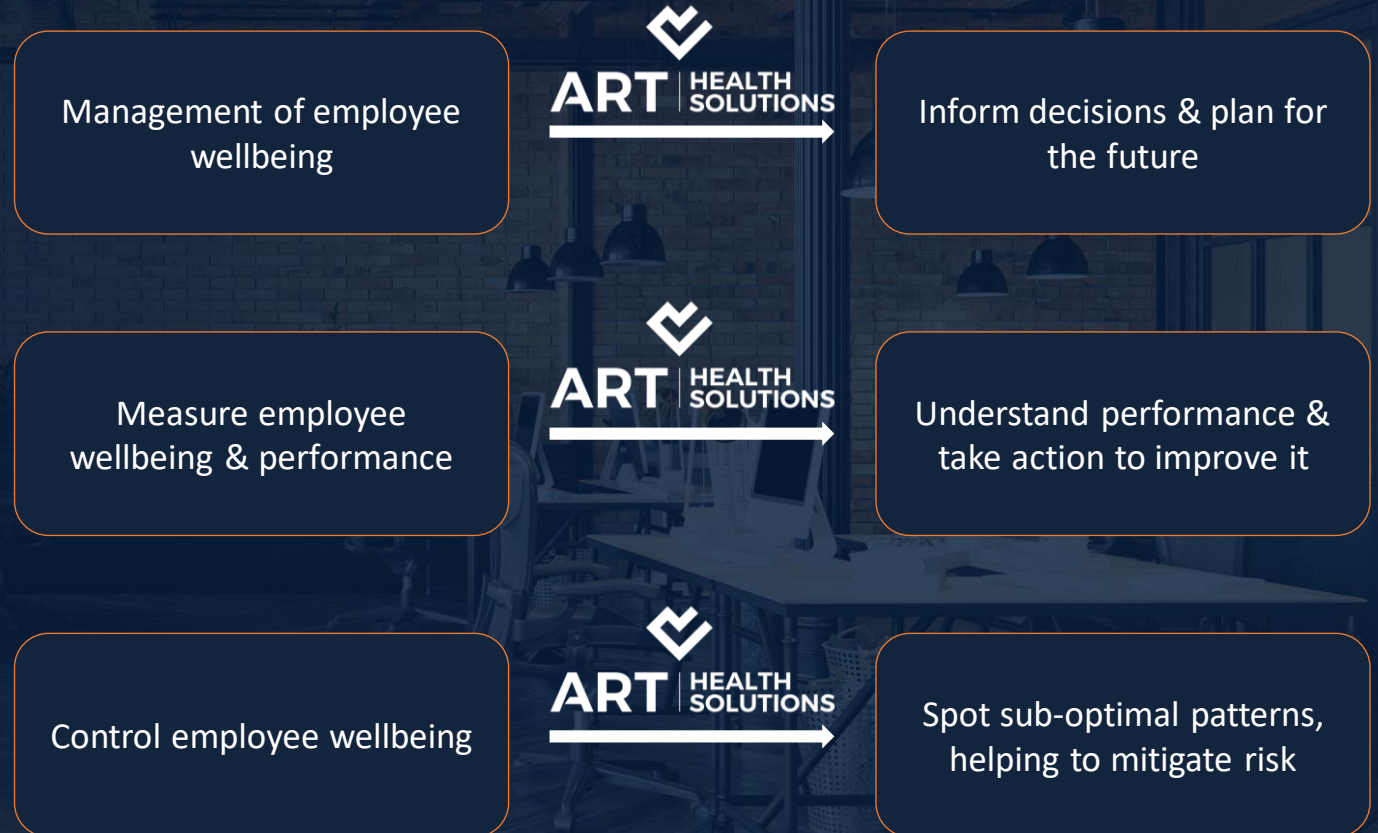 Management of employee
wellbeing
ART HEALTH
SOLUTIONS
Inform decisions & plan for
the future
Measure employee
wellbeing & performance
ART HEALTH
SOLUTIONS
Understand performance &
take action to improve it
Control employee wellbeing
ART HEALTH
SOLUTIONS
Spot sub-optimal patterns,
helping to mitigate risk